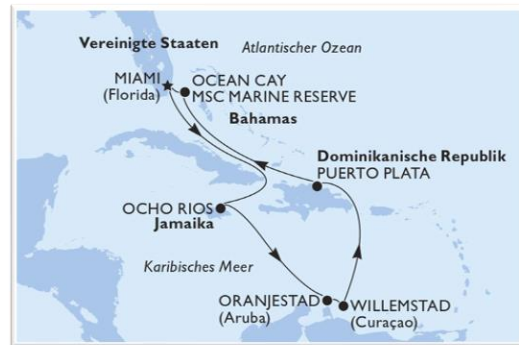 Vereinigte Staaten
Atlantischer Ozean
MIAMI
(Florida)
OCEAN CAY
MSC MARINE RESERVE
Bahamas
Dominikanische Republik
PUERTO PLATA
OCHO RIOS
Jamaika
Karibisches Meer
ORANJESTAD
(Aruba)
WILLEMSTAD
(Curaçao)